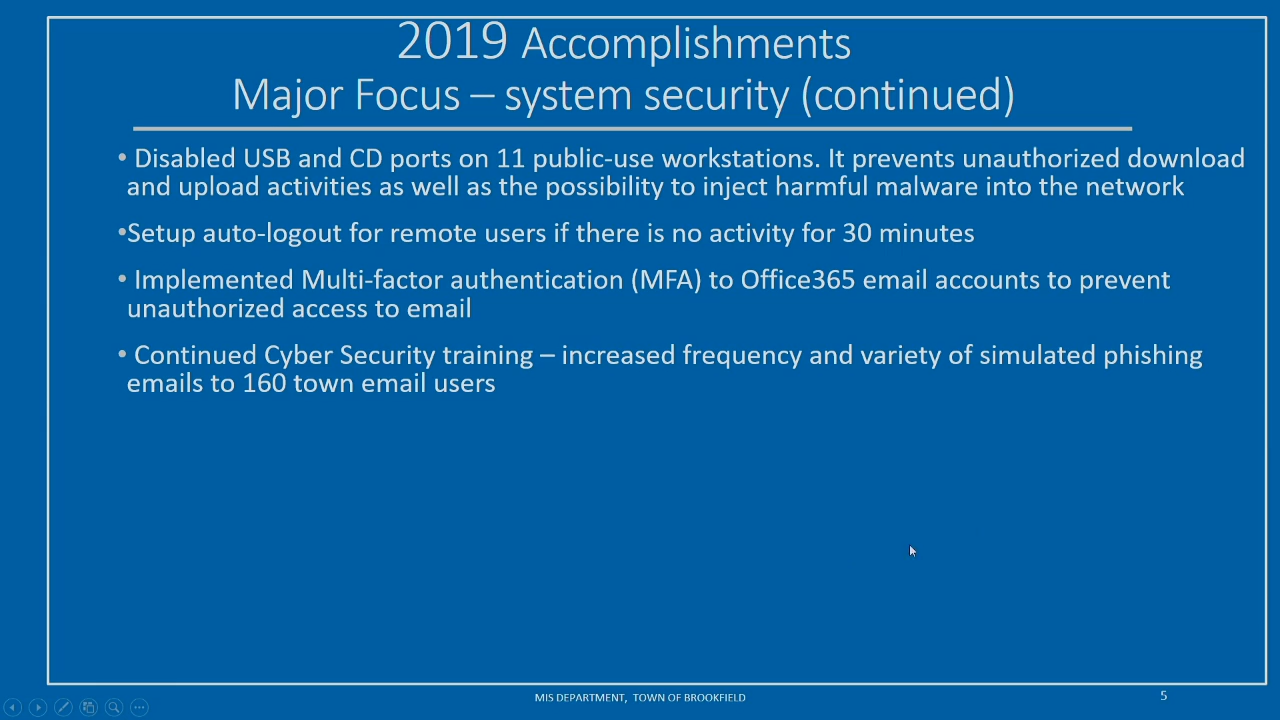 2019 Accomplishments
Major Focus – system security (continued)
• Disabled USB and CD ports on 11 public-use workstations. It prevents unauthorized download
and upload activities as well as the possibility to inject harmful malware into the network
•Setup auto-logout for remote users if there is no activity for 30 minutes
• Implemented Multi-factor authentication (MFA) to Office365 email accounts to prevent
unauthorized access to email
• Continued Cyber Security training – increased frequency and variety of simulated phishing
emails to 160 town email users
MIS DEPARTMENT, TOWN OF BROOKFIELD
5